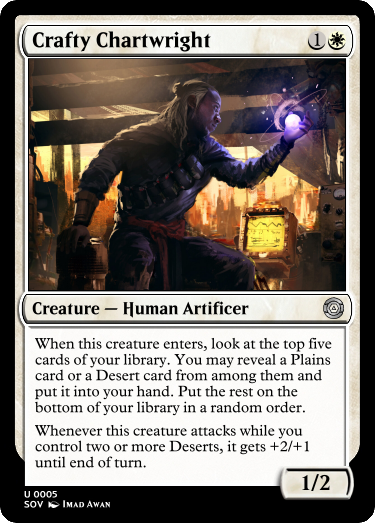 Crafty Chartwright 1
Creature — Human Artificer
When this creature enters, look at the top five
cards of your library. You may reveal a Plains
card or a Desert card from among them and
put it into your hand. Put the rest on the
bottom of your library in a random order.
Whenever this creature attacks while you
control two or more Deserts, it gets +2/+1
until end of turn.
1/2
U 0005
SOV Imad Awan